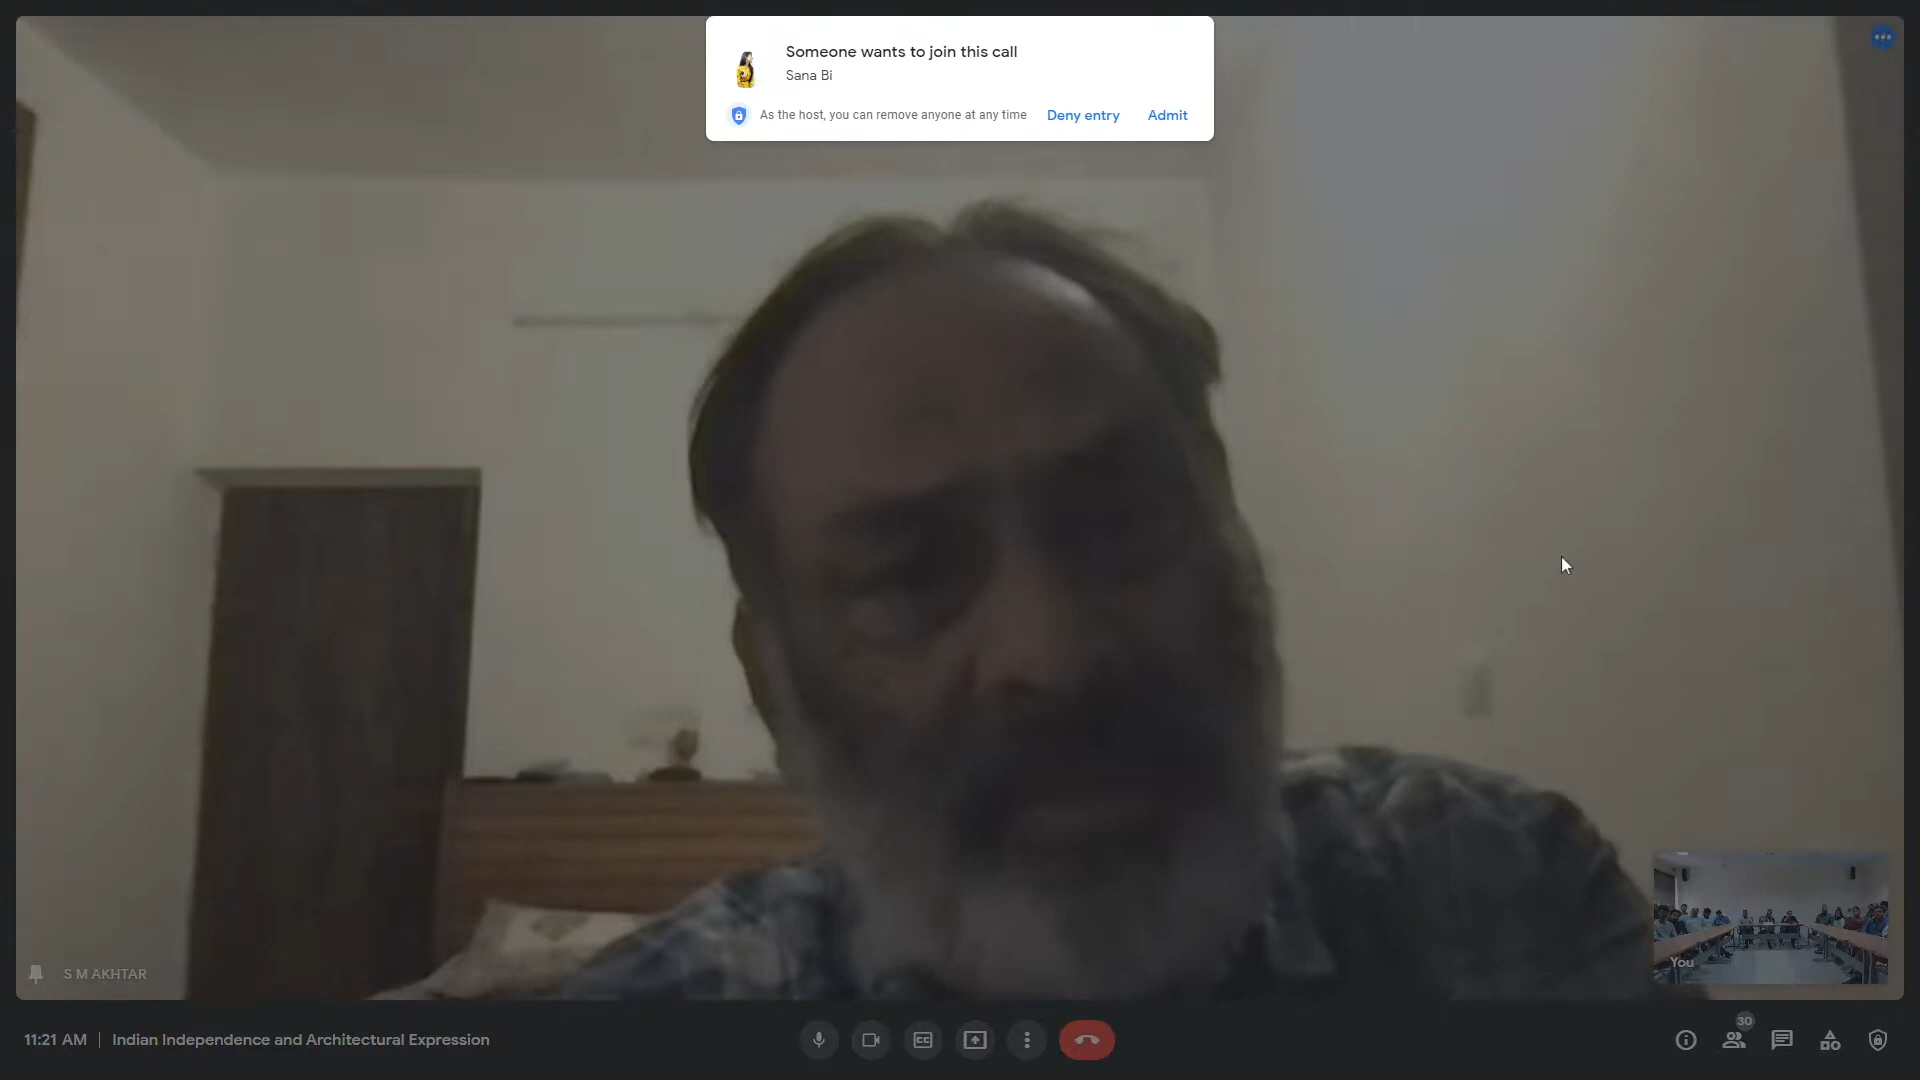 Someone wants to join this call
Sana Bi
As the host, you can remove anyone at any time
Deny entry
Admit
S M AKHTAR
You
11:21 AM | Indian Independence and Architectural Expression
CC
30